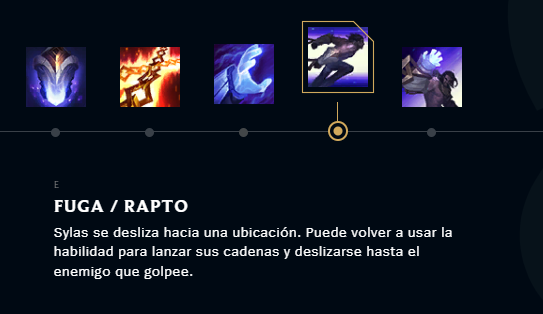 E
FUGA / RAPTO
Sylas se desliza hacia una ubicación. Puede volver a usar la
habilidad para lanzar sus cadenas y deslizarse hasta el
enemigo que golpee.